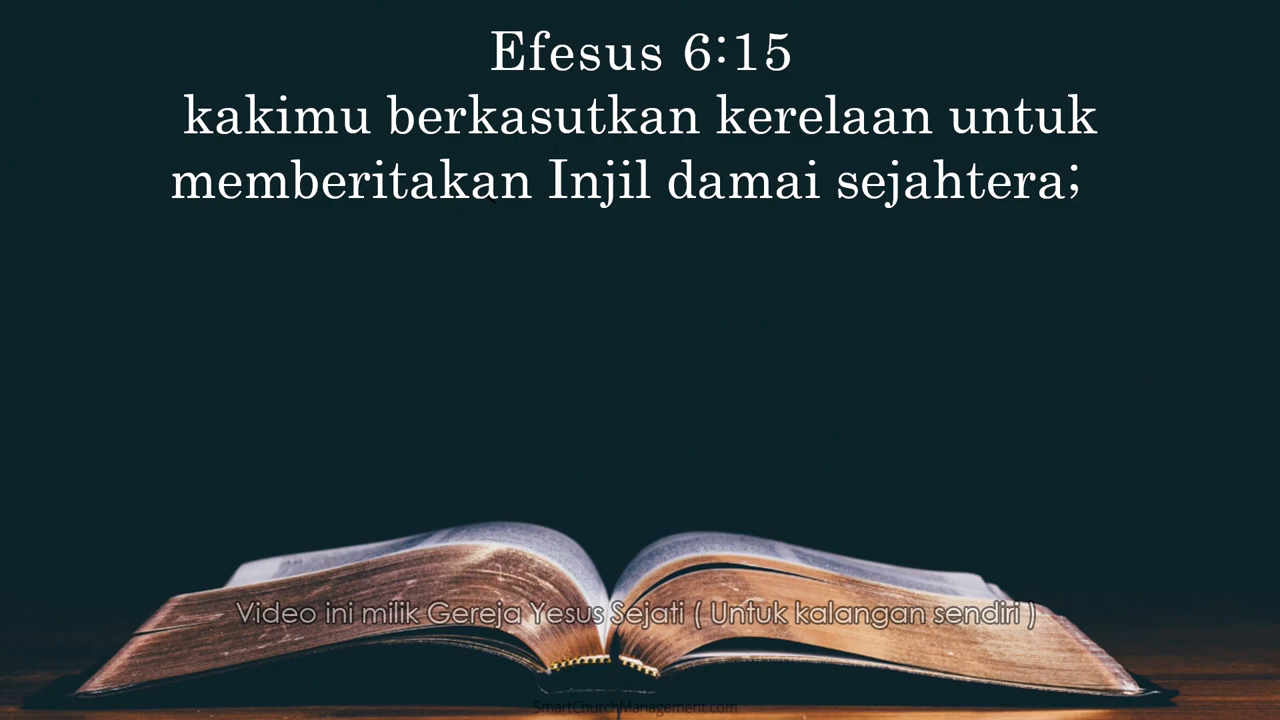 Efesus 6:15
kakimu berkasutkan kerelaan untuk
memberitakan Injil damai sejahtera;
Video ini milik Gereja Yesus Sejati ( Untuk kalangan sendiri )
SmartChurchManagement.com